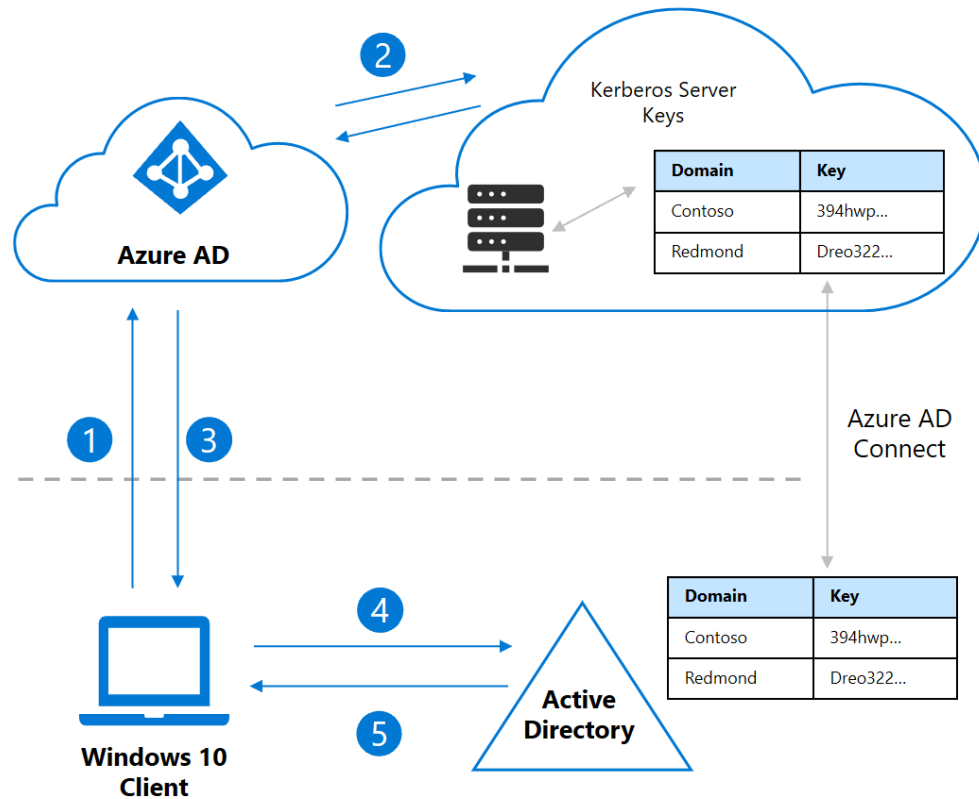 2
Kerberos Server
Keys
Domain Key
Contoso 394hwp...
Redmond Dreo322...
Azure AD
1
3
Azure AD
Connect
4
Domain Key
Contoso 394hwp...
Redmond Dreo322...
Active
Directory
5
Windows 10
Client